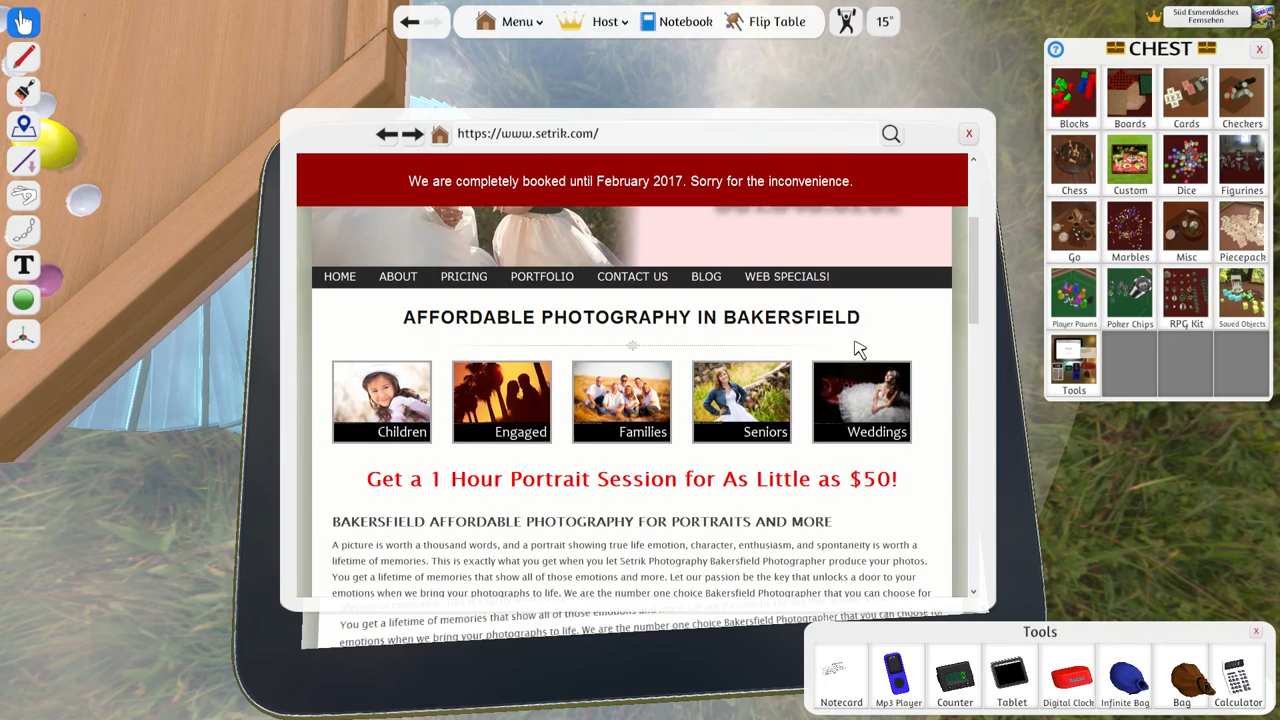 Menu Host Notebook Flip Table 15°
Süd Esmeraldisches
Fernsehen
? CHEST X
Blocks Boards Cards Checkers
Chess Custom Dice Figurines
Go Marbles Misc Piecepack
Player Pawns Poker Chips RPG Kit Saved Objects
Tools
T
https://www.setrik.com/ X
We are completely booked until February 2017. Sorry for the inconvenience.
HOME ABOUT PRICING PORTFOLIO CONTACT US BLOG WEB SPECIALS!
AFFORDABLE PHOTOGRAPHY IN BAKERSFIELD
Children Engaged Families Seniors Weddings
Get a 1 Hour Portrait Session for As Little as $50!
BAKERSFIELD AFFORDABLE PHOTOGRAPHY FOR PORTRAITS AND MORE
A picture is worth a thousand words, and a portrait showing true life emotion, character, enthusiasm, and spontaneity is worth a
lifetime of memories. This is exactly what you get when you let Setrik Photography Bakersfield Photographer produce your photos.
You get a lifetime of memories that show all of those emotions and more. Let our passion be the key that unlocks a door to your
emotions when we bring your photographs to life. We are the number one choice Bakersfield Photographer that you can choose for
You get a lifetime of memories that show all of those emotions and more. Let our passion be the key that unlocks a door to your
emotions when we bring your photographs to life. We are the number one choice Bakersfield Photographer that you can choose for
Tools X
Notecard Mp3 Player Counter Tablet Digital Clock Infinite Bag Bag Calculator